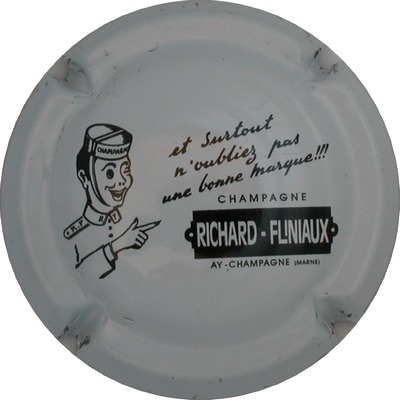 CHAMPAGNE
et Surtout
n'oubliez pas
une bonne marque!!!
CHAMPAGNE
RICHARD - FLINIAUX
AY-CHAMPAGNE (MARNE)